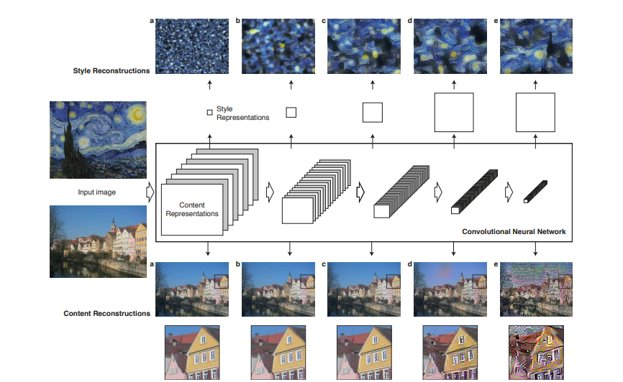 a b c d e
Style Reconstructions
Style
Representations
Input image
Content
Representations
Convolutional Neural Network
a b c d e
Content Reconstructions